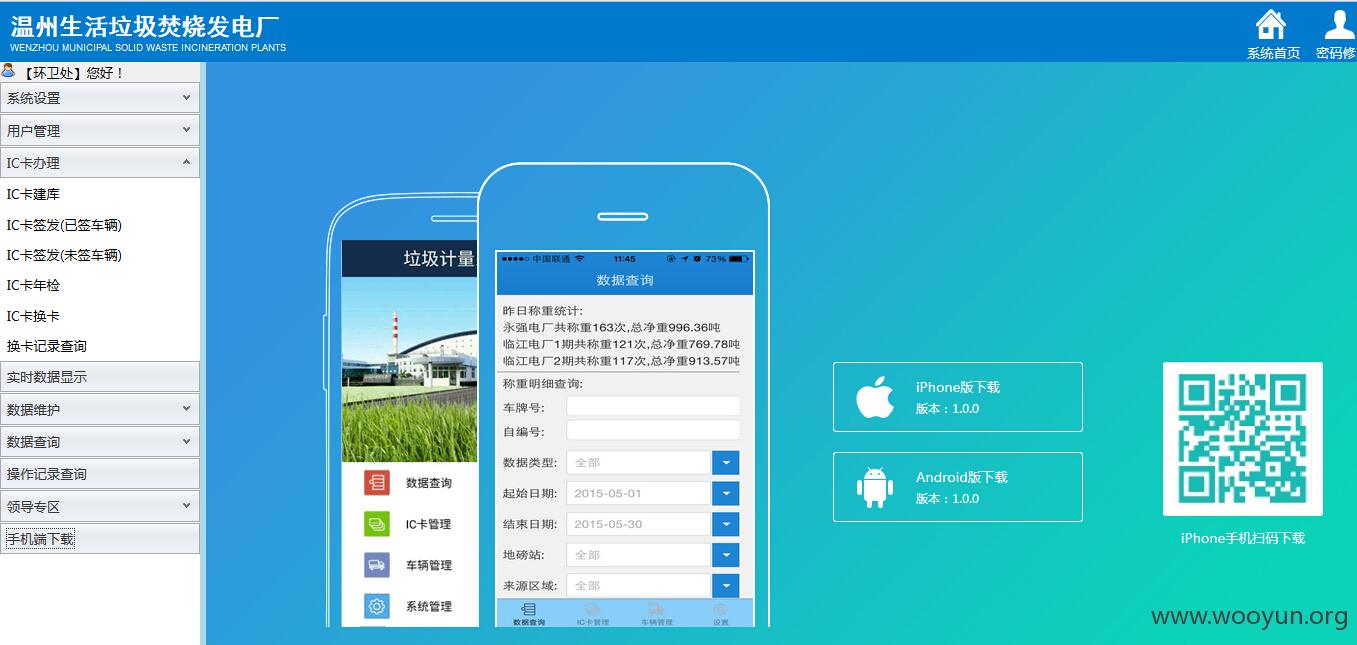 温州生活垃圾焚烧发电厂
WENZHOU MUNICIPAL SOLID WASTE INCINERATION PLANTS
系统首页
密码修
【环卫处】您好！
系统设置
用户管理
IC卡办理
IC卡建库
IC卡签发(已签车辆)
IC卡签发(未签车辆)
IC卡年检
IC卡换卡
换卡记录查询
实时数据显示
数据维护
数据查询
操作记录查询
领导专区
手机端下载
垃圾计量
数据查询
IC卡管理
车辆管理
系统管理
中国联通 11:45 73%
数据查询
昨日称重统计:
永强电厂共称重163次,总净重996.36吨
临江电厂1期共称重121次,总净重769.78吨
临江电厂2期共称重117次,总净重913.57吨
称重明细查询:
车牌号:
自编号:
数据类型: 全部
起始日期: 2015-05-01
结束日期: 2015-05-30
地磅站: 全部
来源区域: 全部
数据查询 IC卡管理 车辆管理 设置
iPhone版下载
版本：1.0.0
Android版下载
版本：1.0.0
iPhone手机扫码下载
www.wooyun.org